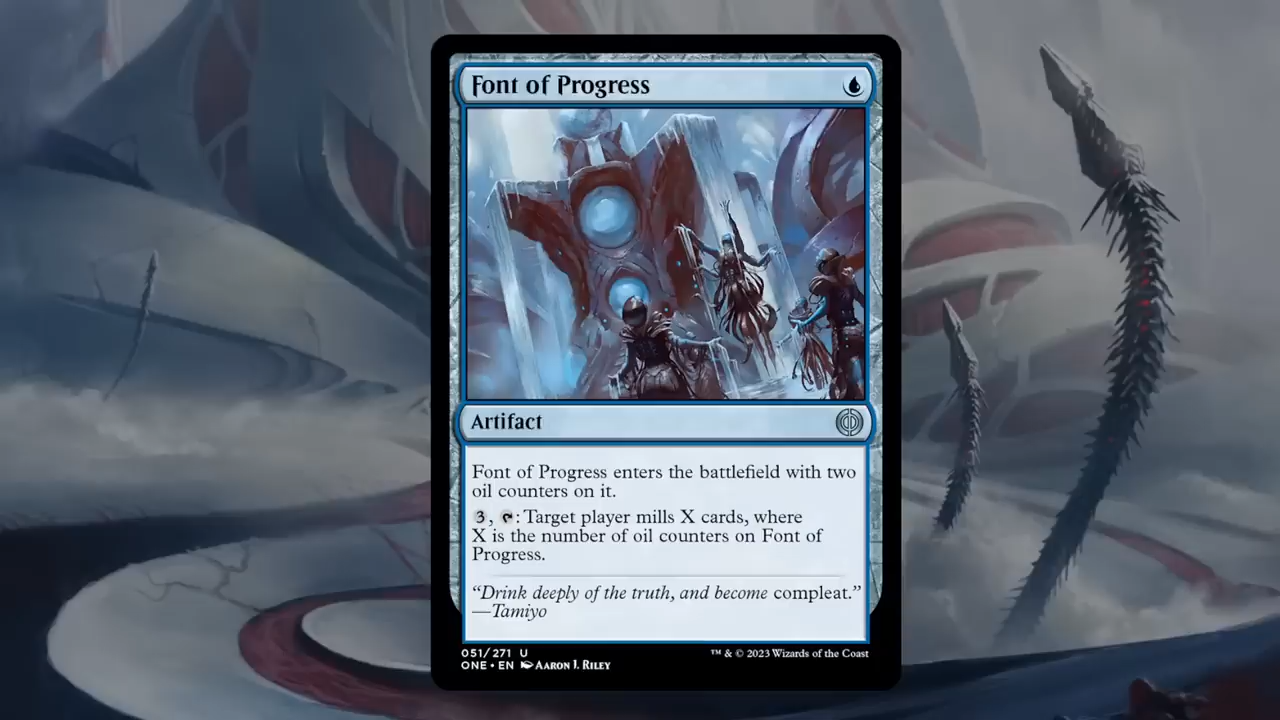 Font of Progress
Artifact
Font of Progress enters the battlefield with two
oil counters on it.
3, : Target player mills X cards, where
X is the number of oil counters on Font of
Progress.
“Drink deeply of the truth, and become compleat.”
—Tamiyo
051/271 U
ONE • EN Aaron J. Riley
™ & © 2023 Wizards of the Coast